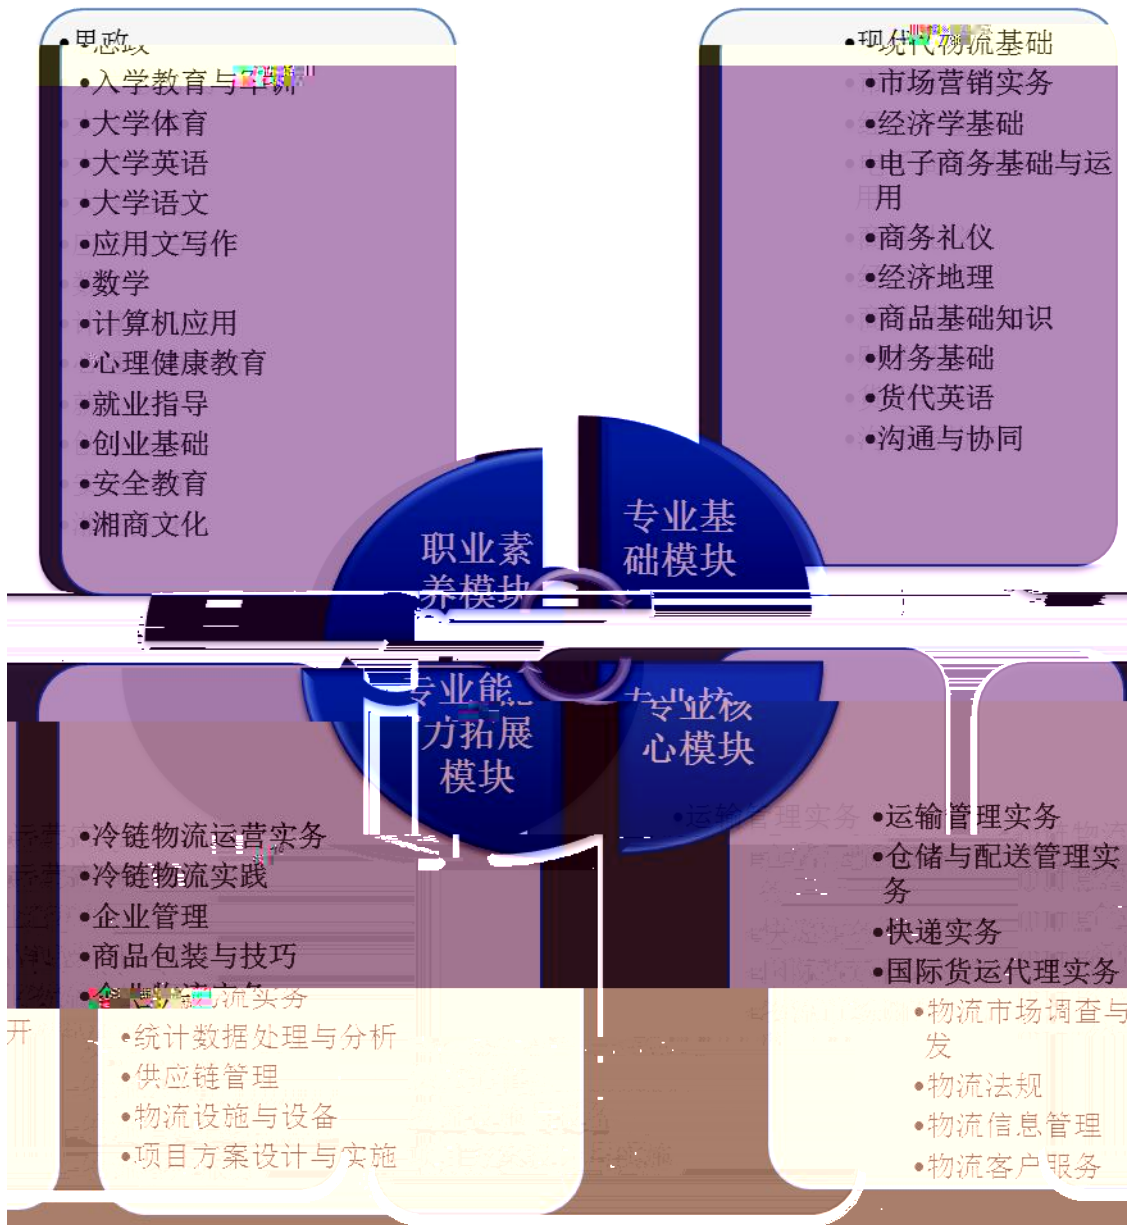 •思政
•入学教育与军训
•大学体育
•大学英语
•大学语文
•应用文写作
•数学
•计算机应用
•心理健康教育
•就业指导
•创业基础
•安全教育
•湘商文化
•现代物流基础
•市场营销实务
•经济学基础
•电子商务基础与运
用
•商务礼仪
•经济地理
•商品基础知识
•财务基础
•货代英语
•沟通与协同
职业素
养模块
专业基
础模块
专业能
力拓展
模块
专业核
心模块
•冷链物流运营实务
•冷链物流实践
•企业管理
•商品包装与技巧
•企业物流实务
•统计数据处理与分析
•供应链管理
•物流设施与设备
•项目方案设计与实施
•运输管理实务
•仓储与配送管理实
务
•快递实务
•国际货运代理实务
•物流市场调查与
开
发
•物流法规
•物流信息管理
•物流客户服务